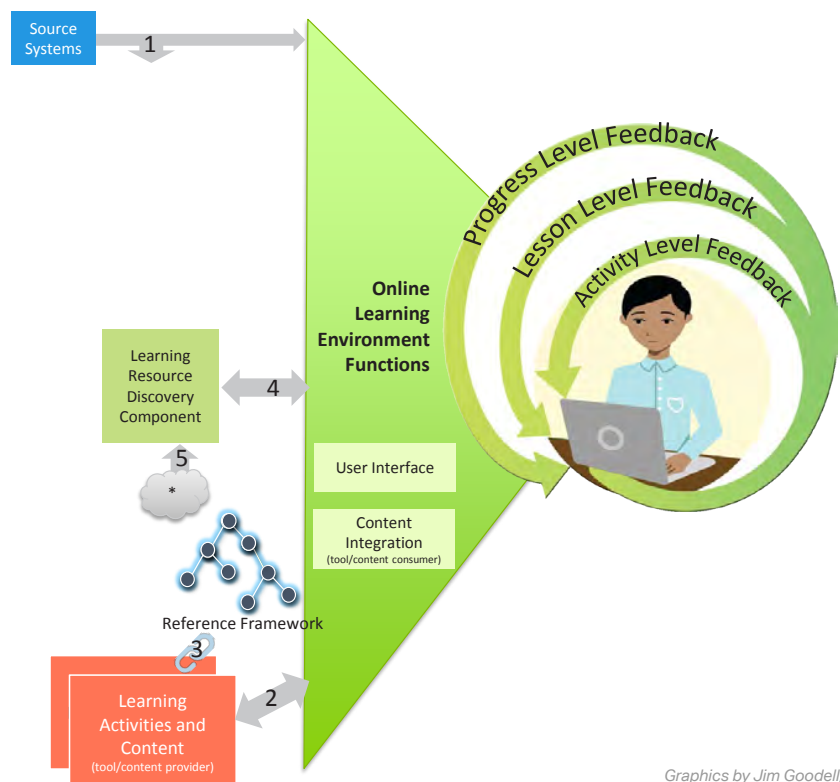 Source
Systems
1
Progress Level Feedback
Lesson Level Feedback
Activity Level Feedback
Online
Learning
Environment
Functions
Learning
Resource
Discovery
Component
4
5
*
User Interface
Content
Integration
(tool/content consumer)
Reference Framework
3
Learning
Activities and
Content
(tool/content provider)
2
Graphics by Jim Goodell